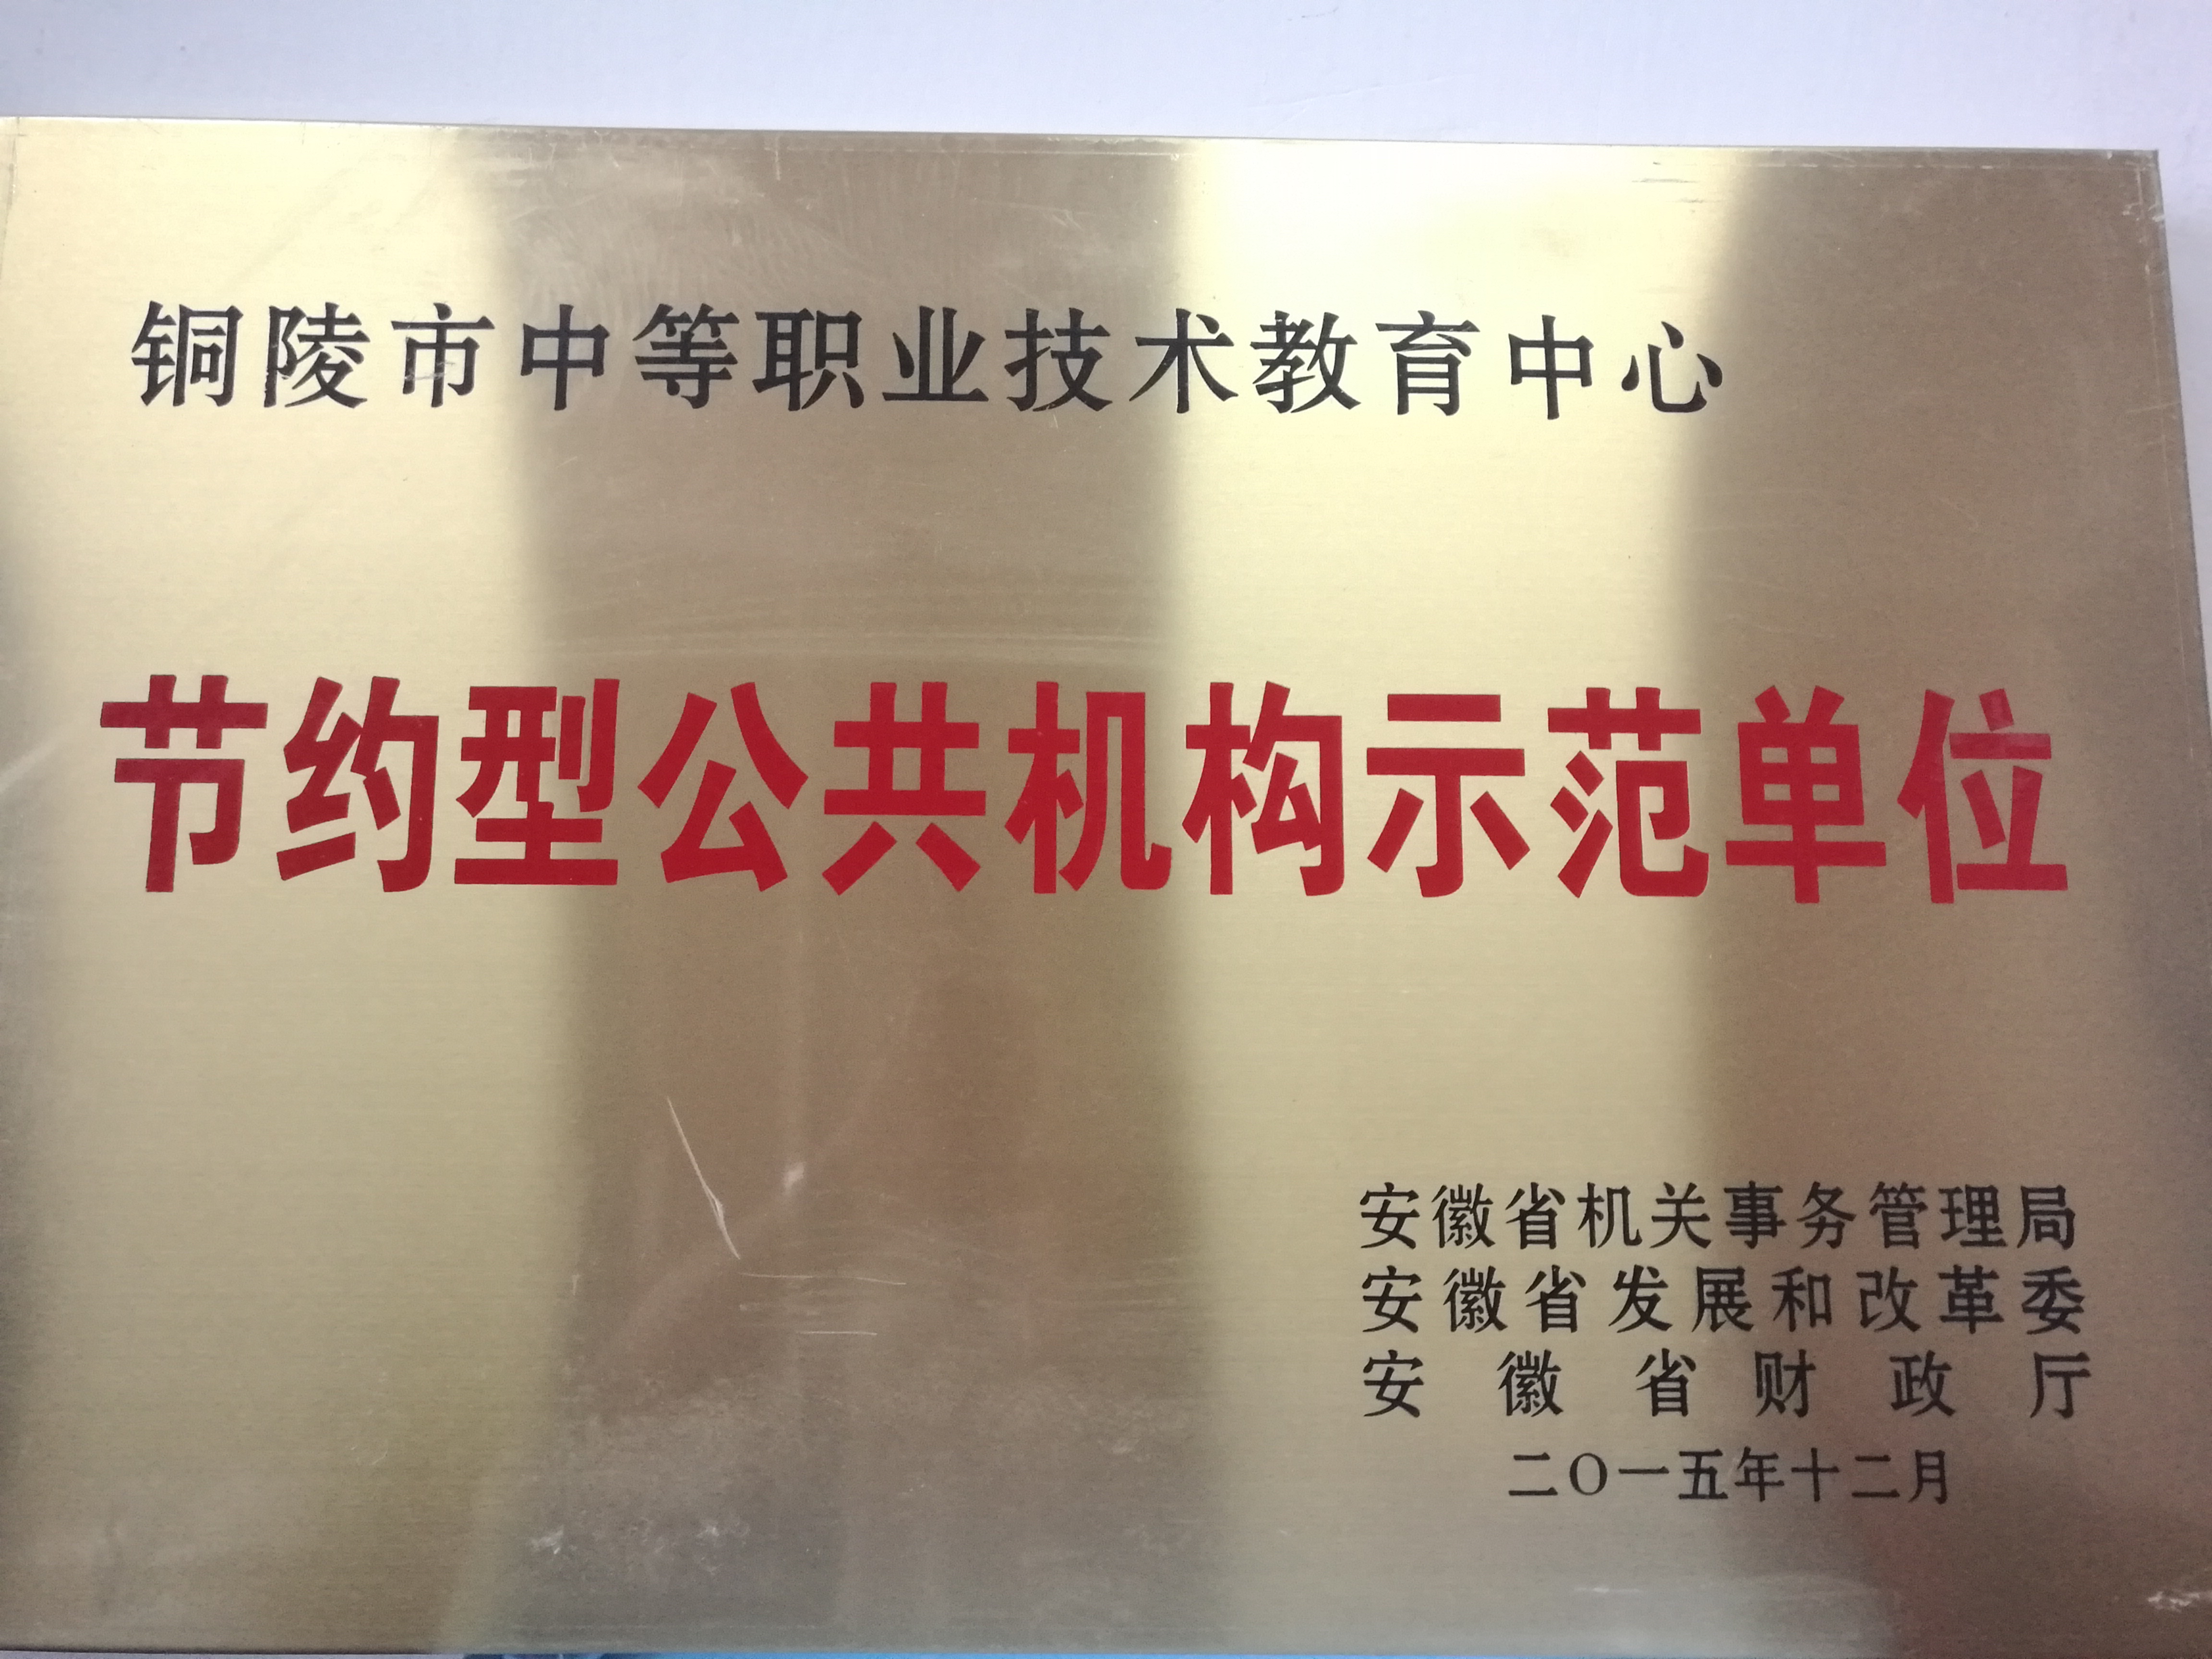 铜陵市中等职业技术教育中心
节约型公共机构示范单位
安徽省机关事务管理局
安徽省发展和改革委
安徽省财政厅
二〇一五年十二月